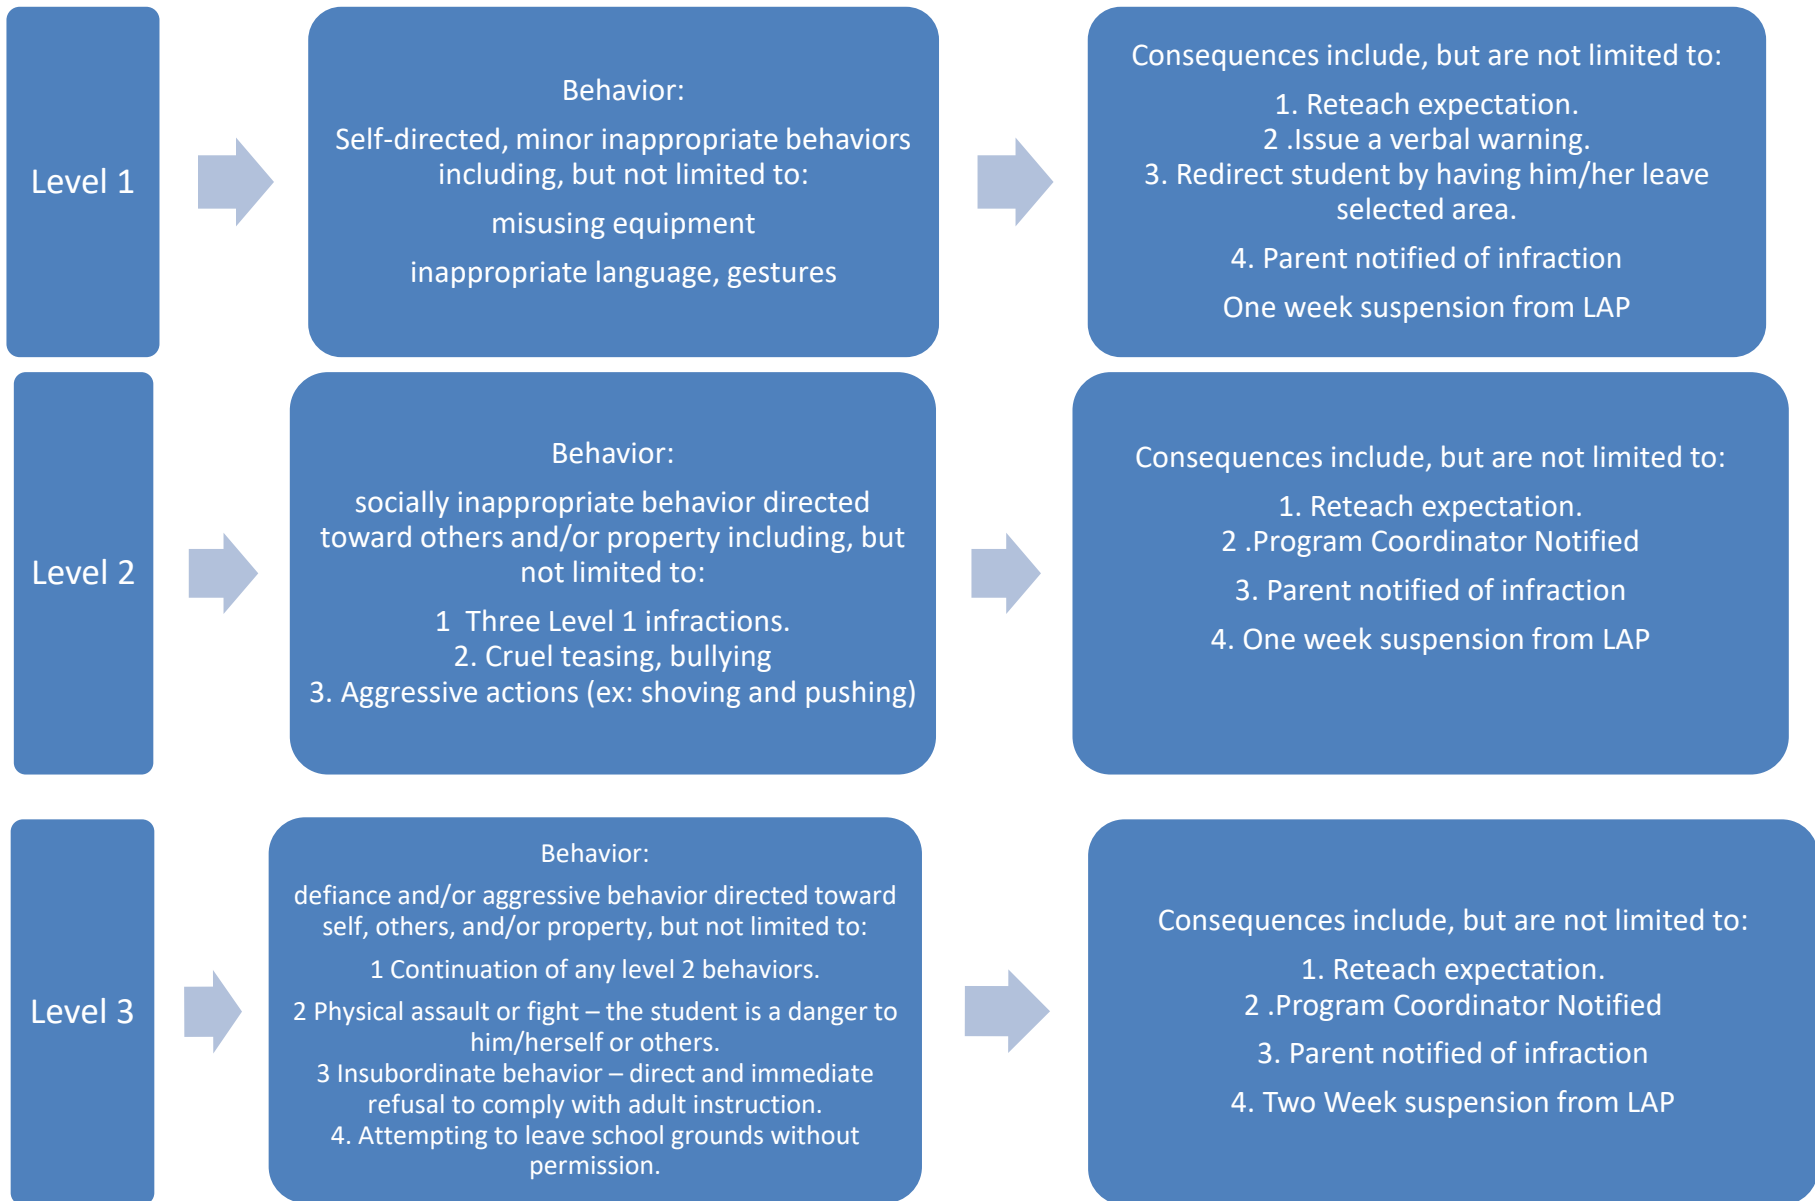 Level 1
Behavior:
Self-directed, minor inappropriate behaviors
including, but not limited to:
misusing equipment
inappropriate language, gestures
Consequences include, but are not limited to:
1. Reteach expectation.
2 .Issue a verbal warning.
3. Redirect student by having him/her leave
selected area.
4. Parent notified of infraction
One week suspension from LAP
Level 2
Behavior:
socially inappropriate behavior directed
toward others and/or property including, but
not limited to:
1  Three Level 1 infractions.
2. Cruel teasing, bullying
3. Aggressive actions (ex: shoving and pushing)
Consequences include, but are not limited to:
1. Reteach expectation.
2 .Program Coordinator Notified
3. Parent notified of infraction
4. One week suspension from LAP
Level 3
Behavior:
defiance and/or aggressive behavior directed toward
self, others, and/or property, but not limited to:
1 Continuation of any level 2 behaviors.
2 Physical assault or fight – the student is a danger to
him/herself or others.
3 Insubordinate behavior – direct and immediate
refusal to comply with adult instruction.
4. Attempting to leave school grounds without
permission.
Consequences include, but are not limited to:
1. Reteach expectation.
2 .Program Coordinator Notified
3. Parent notified of infraction
4. Two Week suspension from LAP